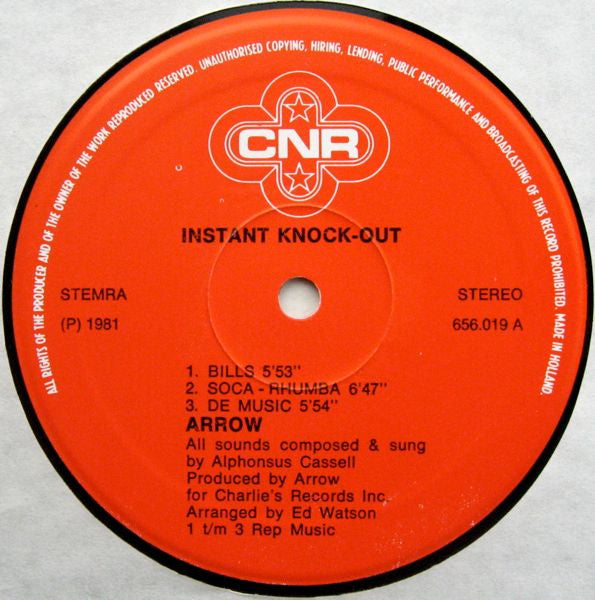 ALL RIGHTS OF THE PRODUCER AND OF THE OWNER OF THE WORK REPRODUCED RESERVED. UNAUTHORISED COPYING, HIRING, LENDING, PUBLIC PERFORMANCE AND BROADCASTING OF THIS RECORD PROHIBITED. MADE IN HOLLAND.
CNR
INSTANT KNOCK-OUT
STEMRA STEREO
(P) 1981 656.019 A
1. BILLS 5'53''
2. SOCA-RHUMBA 6'47''
3. DE MUSIC 5'54''
ARROW
All sounds composed & sung
by Alphonsus Cassell
Produced by Arrow
for Charlie's Records Inc.
Arranged by Ed Watson
1 t/m 3 Rep Music